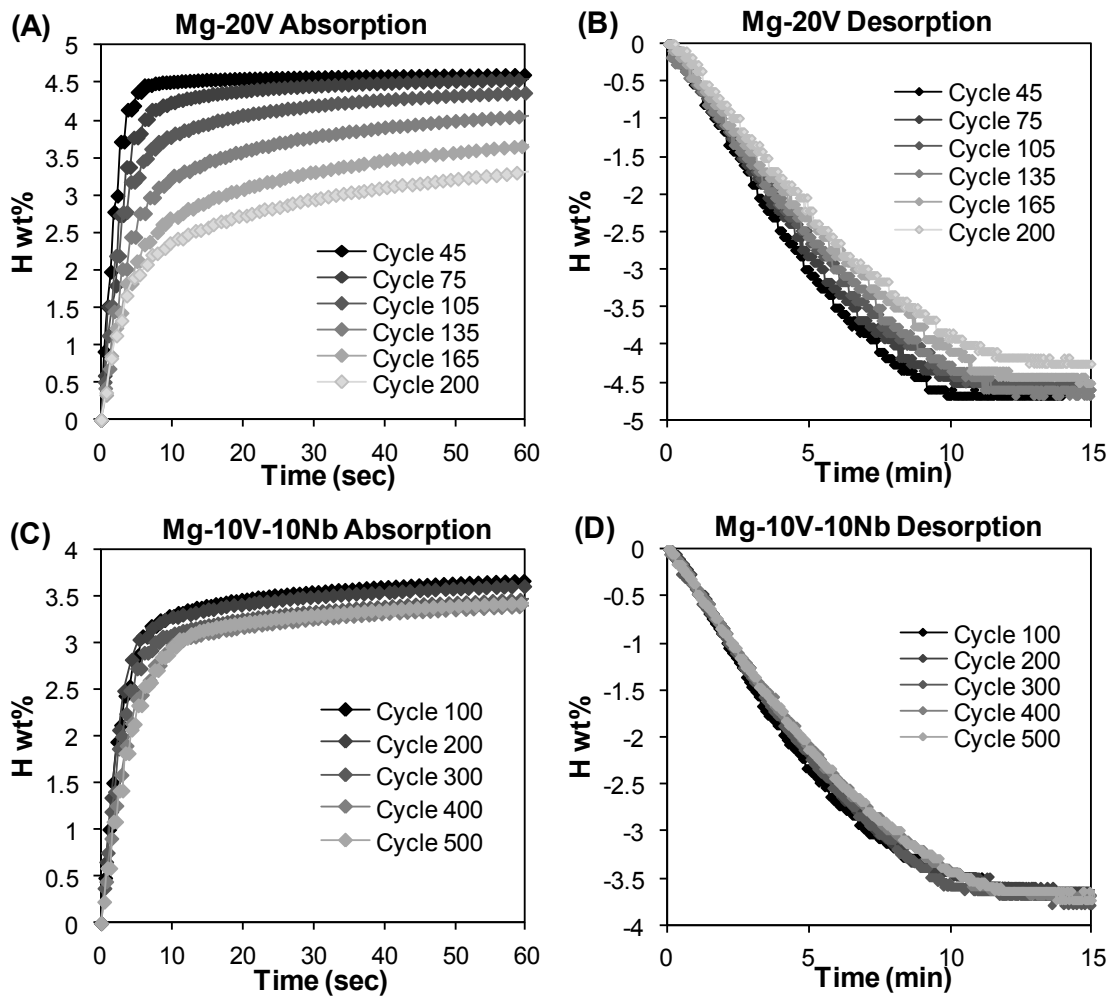 (A)
Mg-20V Absorption
5
4.5
4
3.5
3
2.5
2
1.5
1
0.5
0
H wt%
Cycle 45
Cycle 75
Cycle 105
Cycle 135
Cycle 165
Cycle 200
0 10 20 30 40 50 60
Time (sec)
(B)
Mg-20V Desorption
0
-0.5
-1
-1.5
-2
-2.5
-3
-3.5
-4
-4.5
-5
H wt%
Cycle 45
Cycle 75
Cycle 105
Cycle 135
Cycle 165
Cycle 200
0 5 10 15
Time (min)
(C)
Mg-10V-10Nb Absorption
4
3.5
3
2.5
2
1.5
1
0.5
0
H wt%
Cycle 100
Cycle 200
Cycle 300
Cycle 400
Cycle 500
0 10 20 30 40 50 60
Time (sec)
(D)
Mg-10V-10Nb Desorption
0
-0.5
-1
-1.5
-2
-2.5
-3
-3.5
-4
H wt%
Cycle 100
Cycle 200
Cycle 300
Cycle 400
Cycle 500
0 5 10 15
Time (min)